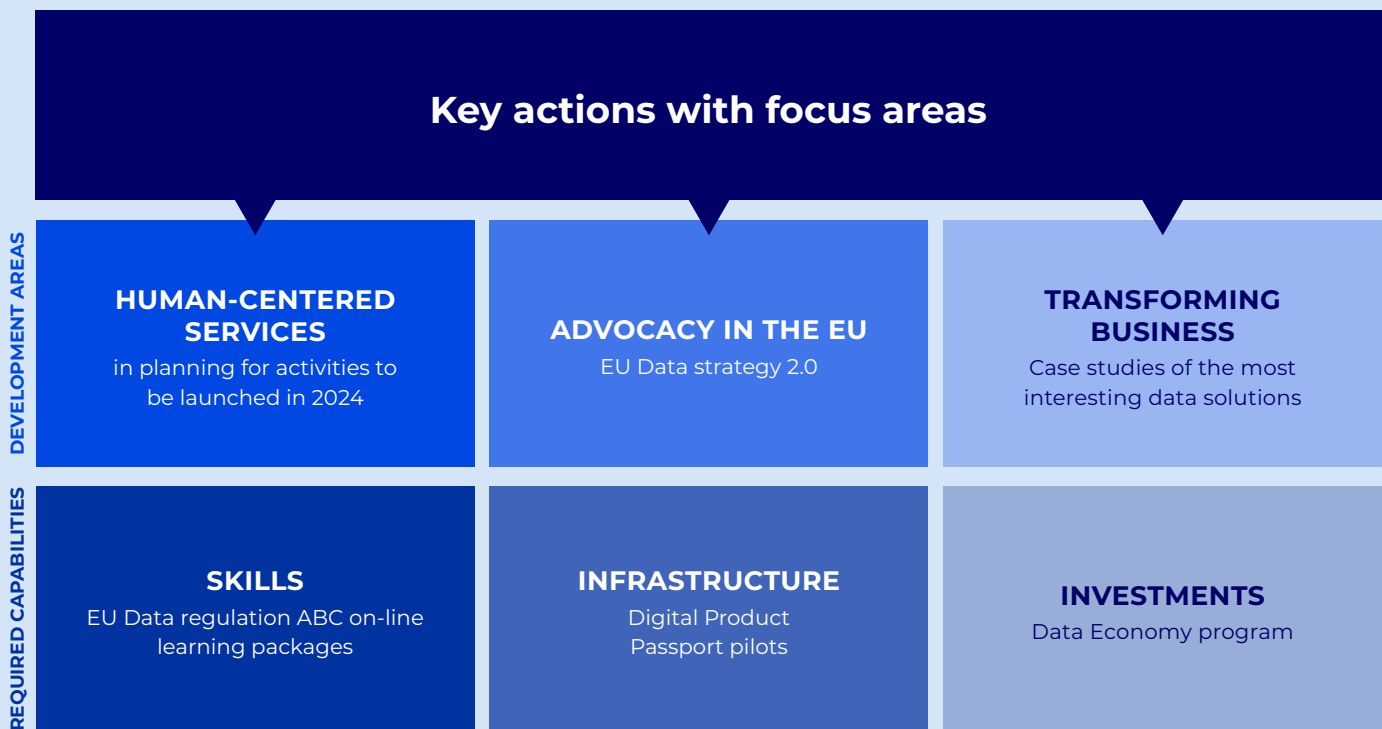 Key actions with focus areas
DEVELOPMENT AREAS
HUMAN-CENTERED
SERVICES
in planning for activities to
be launched in 2024
ADVOCACY IN THE EU
EU Data strategy 2.0
TRANSFORMING
BUSINESS
Case studies of the most
interesting data solutions
REQUIRED CAPABILITIES
SKILLS
EU Data regulation ABC on-line
learning packages
INFRASTRUCTURE
Digital Product
Passport pilots
INVESTMENTS
Data Economy program